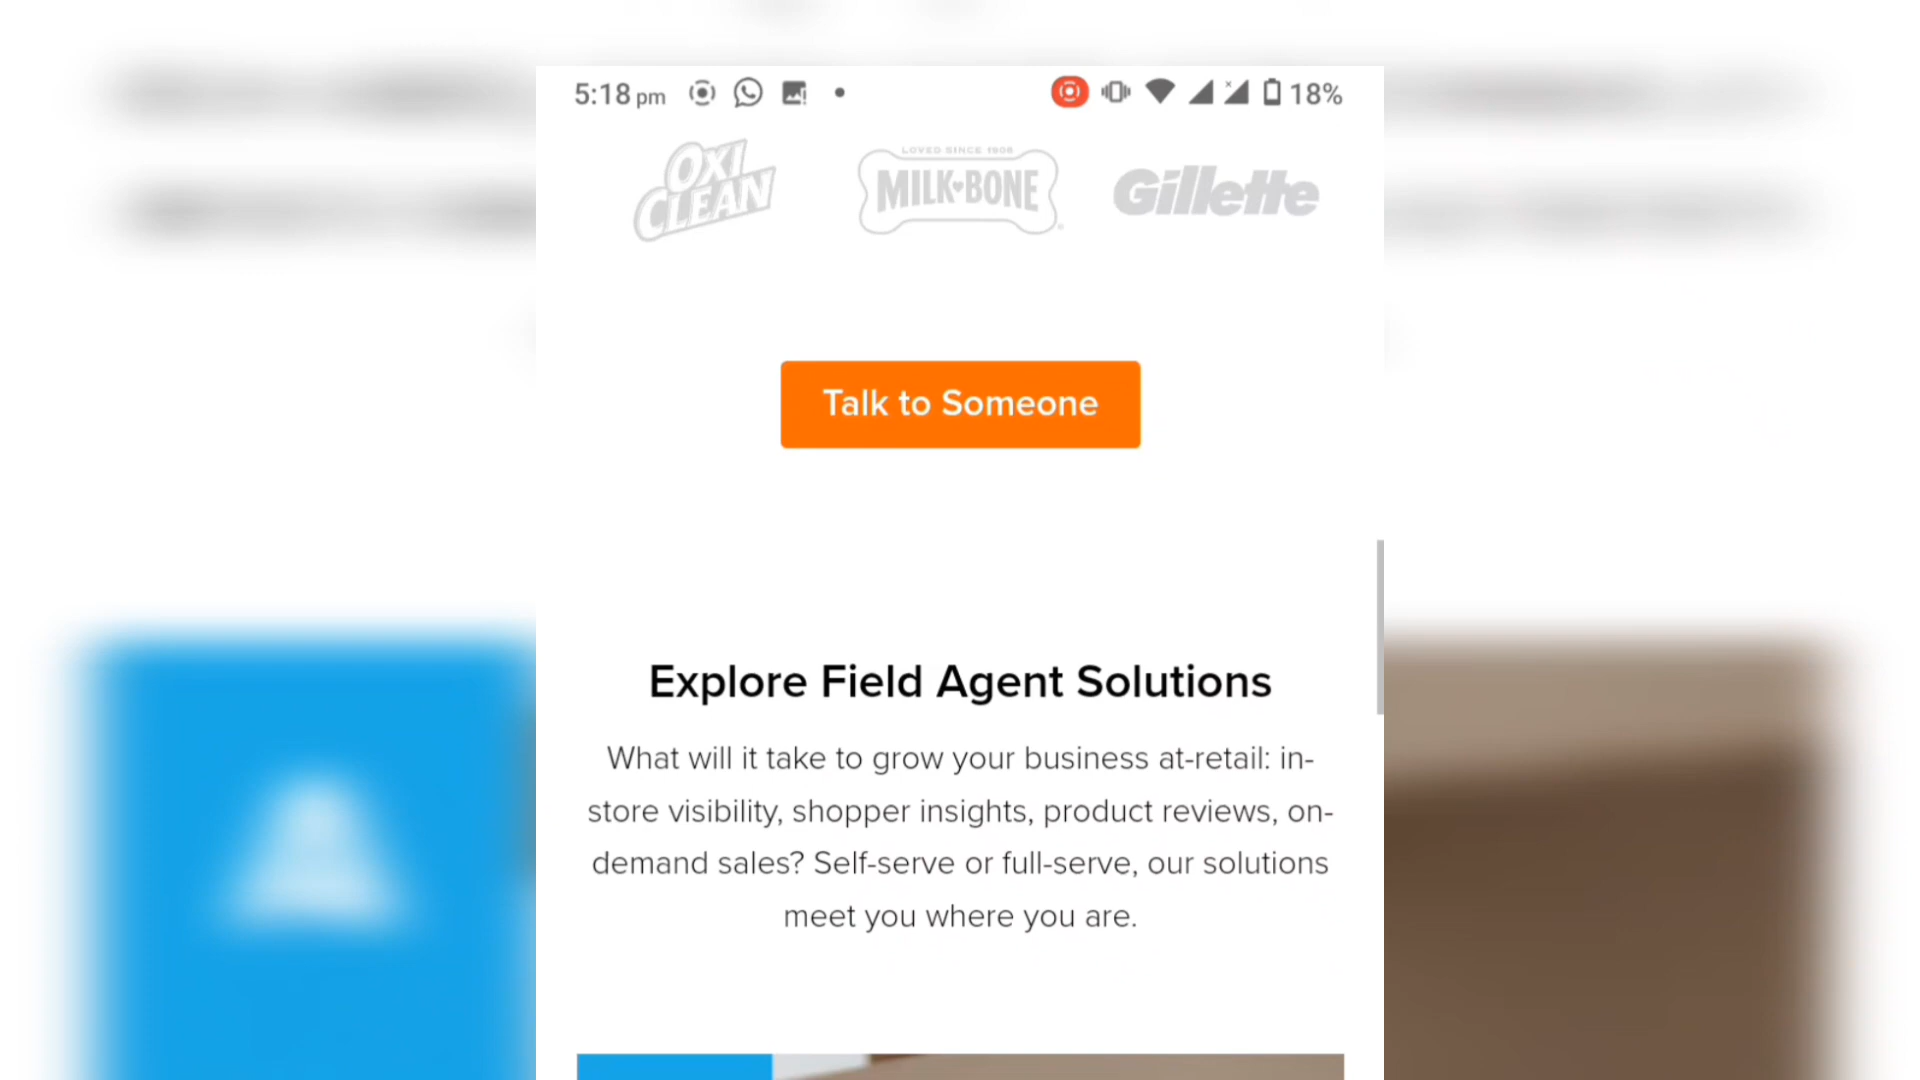 5:18 pm 18%
OXI
CLEAN
LOVED SINCE 1908
MILK-BONE
Gillette
Talk to Someone
Explore Field Agent Solutions
What will it take to grow your business at-retail: in-
store visibility, shopper insights, product reviews, on-
demand sales? Self-serve or full-serve, our solutions
meet you where you are.